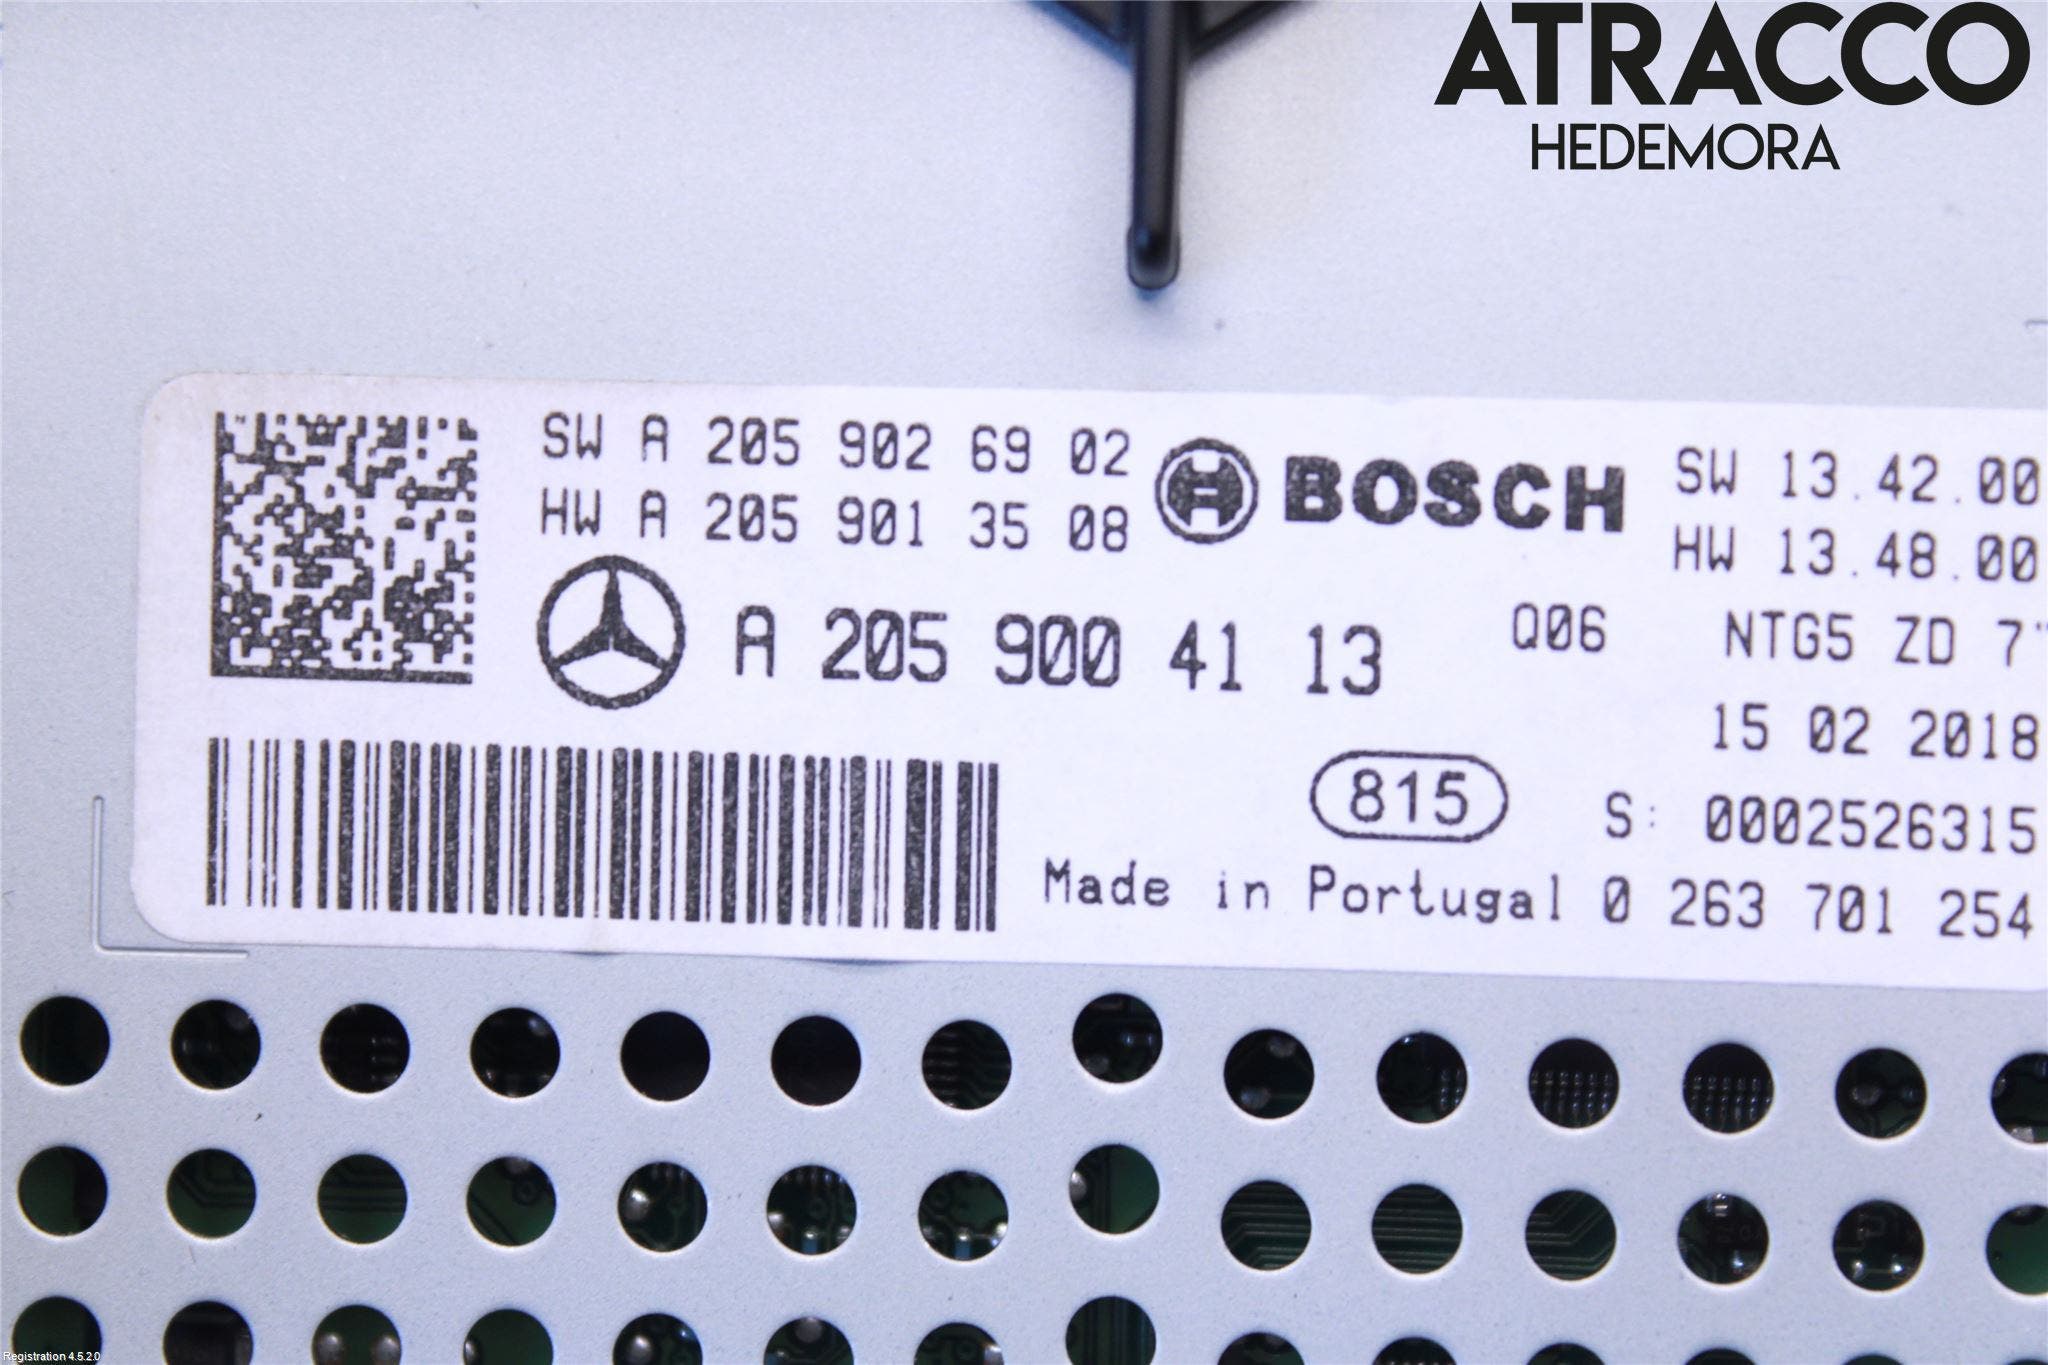 ATRACCO
HEDEMORA
SW A 205 902 69 02
HW A 205 901 35 08
BOSCH
SW 13.42.00
HW 13.48.00
A 205 900 41 13
Q06
NTG5 ZD 7"
15 02 2018
815
S: 0002526315
Made in Portugal 0 263 701 254
Registration 4.5.2.0